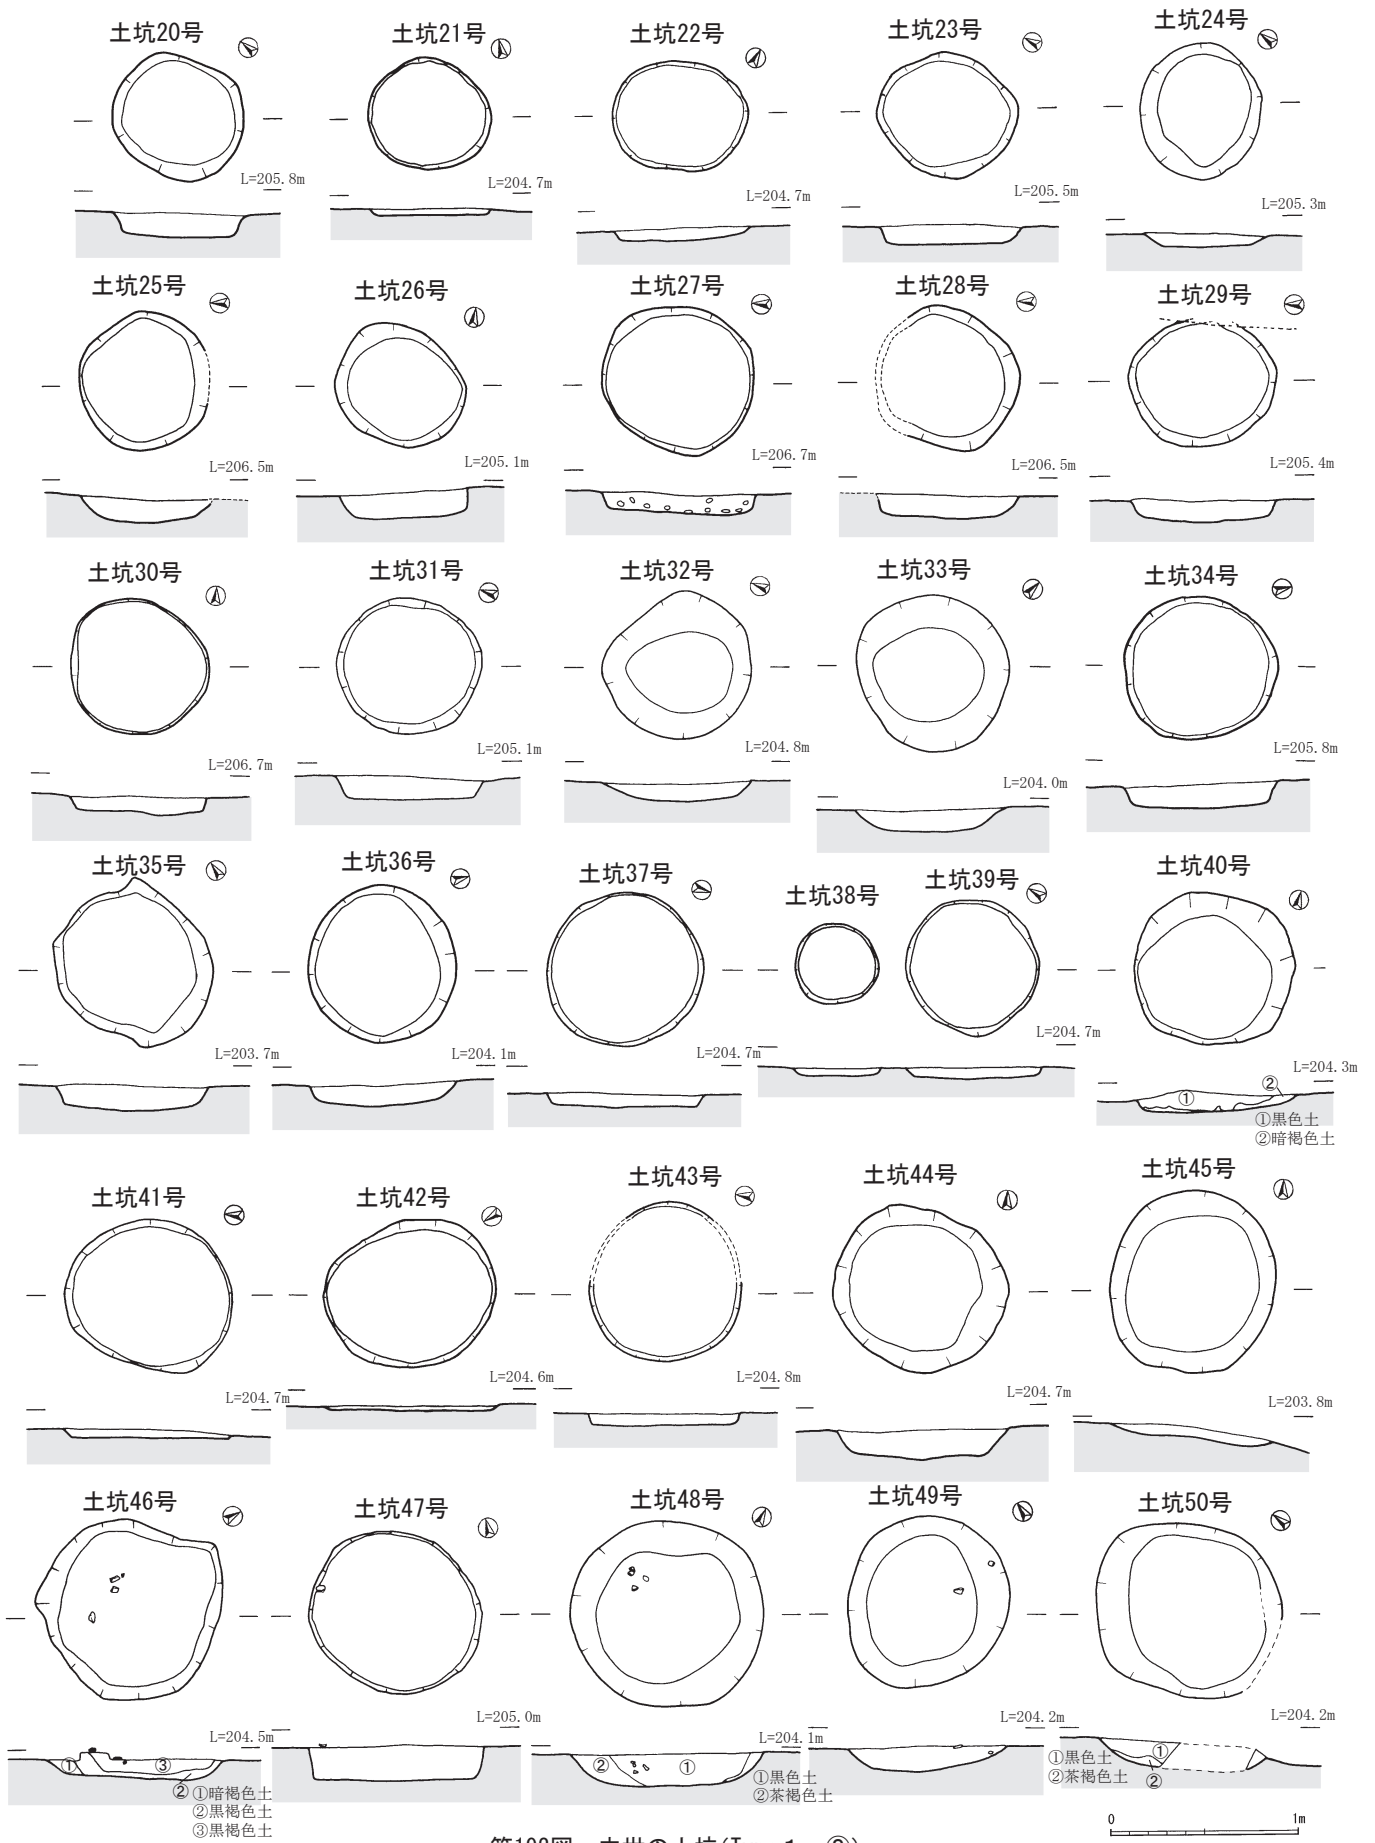 土坑20号
土坑21号
土坑22号
土坑23号
土坑24号
L=205.8m
L=204.7m
L=204.7m
L=205.5m
L=205.3m
土坑25号
土坑26号
土坑27号
土坑28号
土坑29号
L=206.5m
L=205.1m
L=206.7m
L=206.5m
L=205.4m
土坑30号
土坑31号
土坑32号
土坑33号
土坑34号
L=206.7m
L=205.1m
L=204.8m
L=204.0m
L=205.8m
土坑35号
土坑36号
土坑37号
土坑38号
土坑39号
土坑40号
L=203.7m
L=204.1m
L=204.7m
L=204.7m
L=204.3m
①
②
①黒色土
②暗褐色土
土坑41号
土坑42号
土坑43号
土坑44号
土坑45号
L=204.7m
L=204.6m
L=204.8m
L=204.7m
L=203.8m
土坑46号
土坑47号
土坑48号
土坑49号
土坑50号
L=204.5m
①
③
②
①暗褐色土
②黒褐色土
③黒褐色土
L=205.0m
L=204.1m
②
①
①黒色土
②茶褐色土
L=204.2m
L=204.2m
①
②
①黒色土
②茶褐色土
0 1m